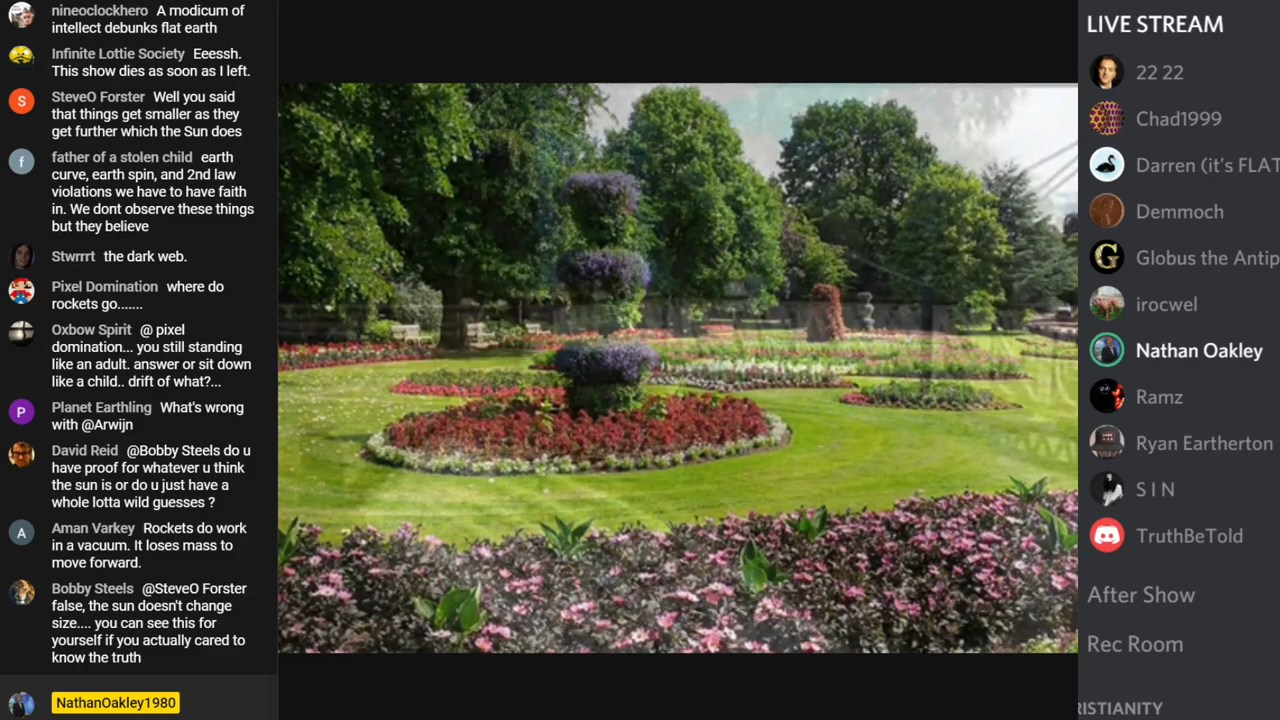 nineoclockhero A modicum of
intellect debunks flat earth
Infinite Lottie Society Eeessh.
This show dies as soon as I left.
SteveO Forster Well you said
that things get smaller as they
get further which the Sun does
father of a stolen child earth
curve, earth spin, and 2nd law
violations we have to have faith
in. We dont observe these things
but they believe
Stwrrrt the dark web.
Pixel Domination where do
rockets go.......
Oxbow Spirit @ pixel
domination... you still standing
like an adult. answer or sit down
like a child.. drift of what?...
Planet Earthling What's wrong
with @Arwijn
David Reid @Bobby Steels do u
have proof for whatever u think
the sun is or do u just have a
whole lotta wild guesses ?
Aman Varkey Rockets do work
in a vacuum. It loses mass to
move forward.
Bobby Steels @SteveO Forster
false, the sun doesn't change
size.... you can see this for
yourself if you actually cared to
know the truth
NathanOakley1980
LIVE STREAM
22 22
Chad1999
Darren (it's FLAT
Demmoch
Globus the Antip
irocwel
Nathan Oakley
Ramz
Ryan Eartherton
S I N
TruthBeTold
After Show
Rec Room
RISTIANITY